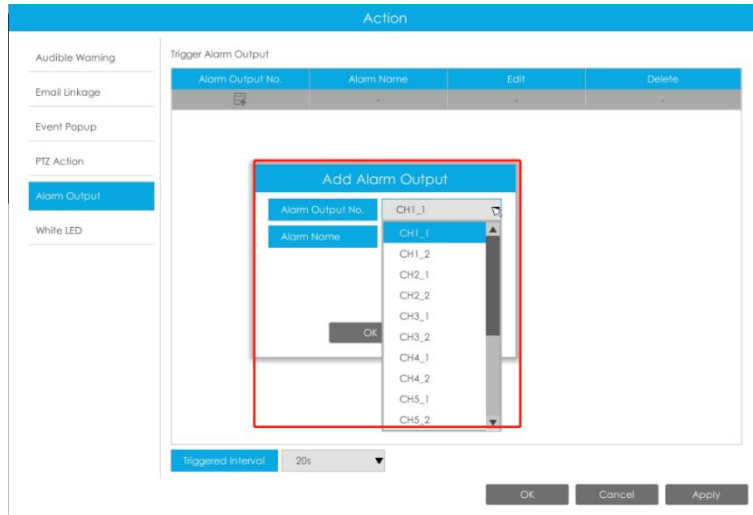 Action
Audible Warning
Email Linkage
Event Popup
PTZ Action
Alarm Output
White LED
Trigger Alarm Output
Alarm Output No. Alarm Name Edit Delete
- - -
Add Alarm Output
Alarm Output No. CH1_1
Alarm Name
CH1_1
CH1_2
CH2_1
CH2_2
CH3_1
CH3_2
CH4_1
CH4_2
CH5_1
CH5_2
OK
Triggered Interval 20s
OK Cancel Apply